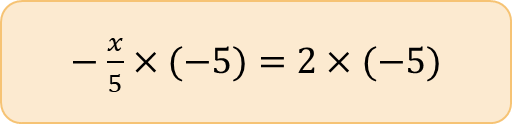 − x/5 × (−5) = 2 × (−5)